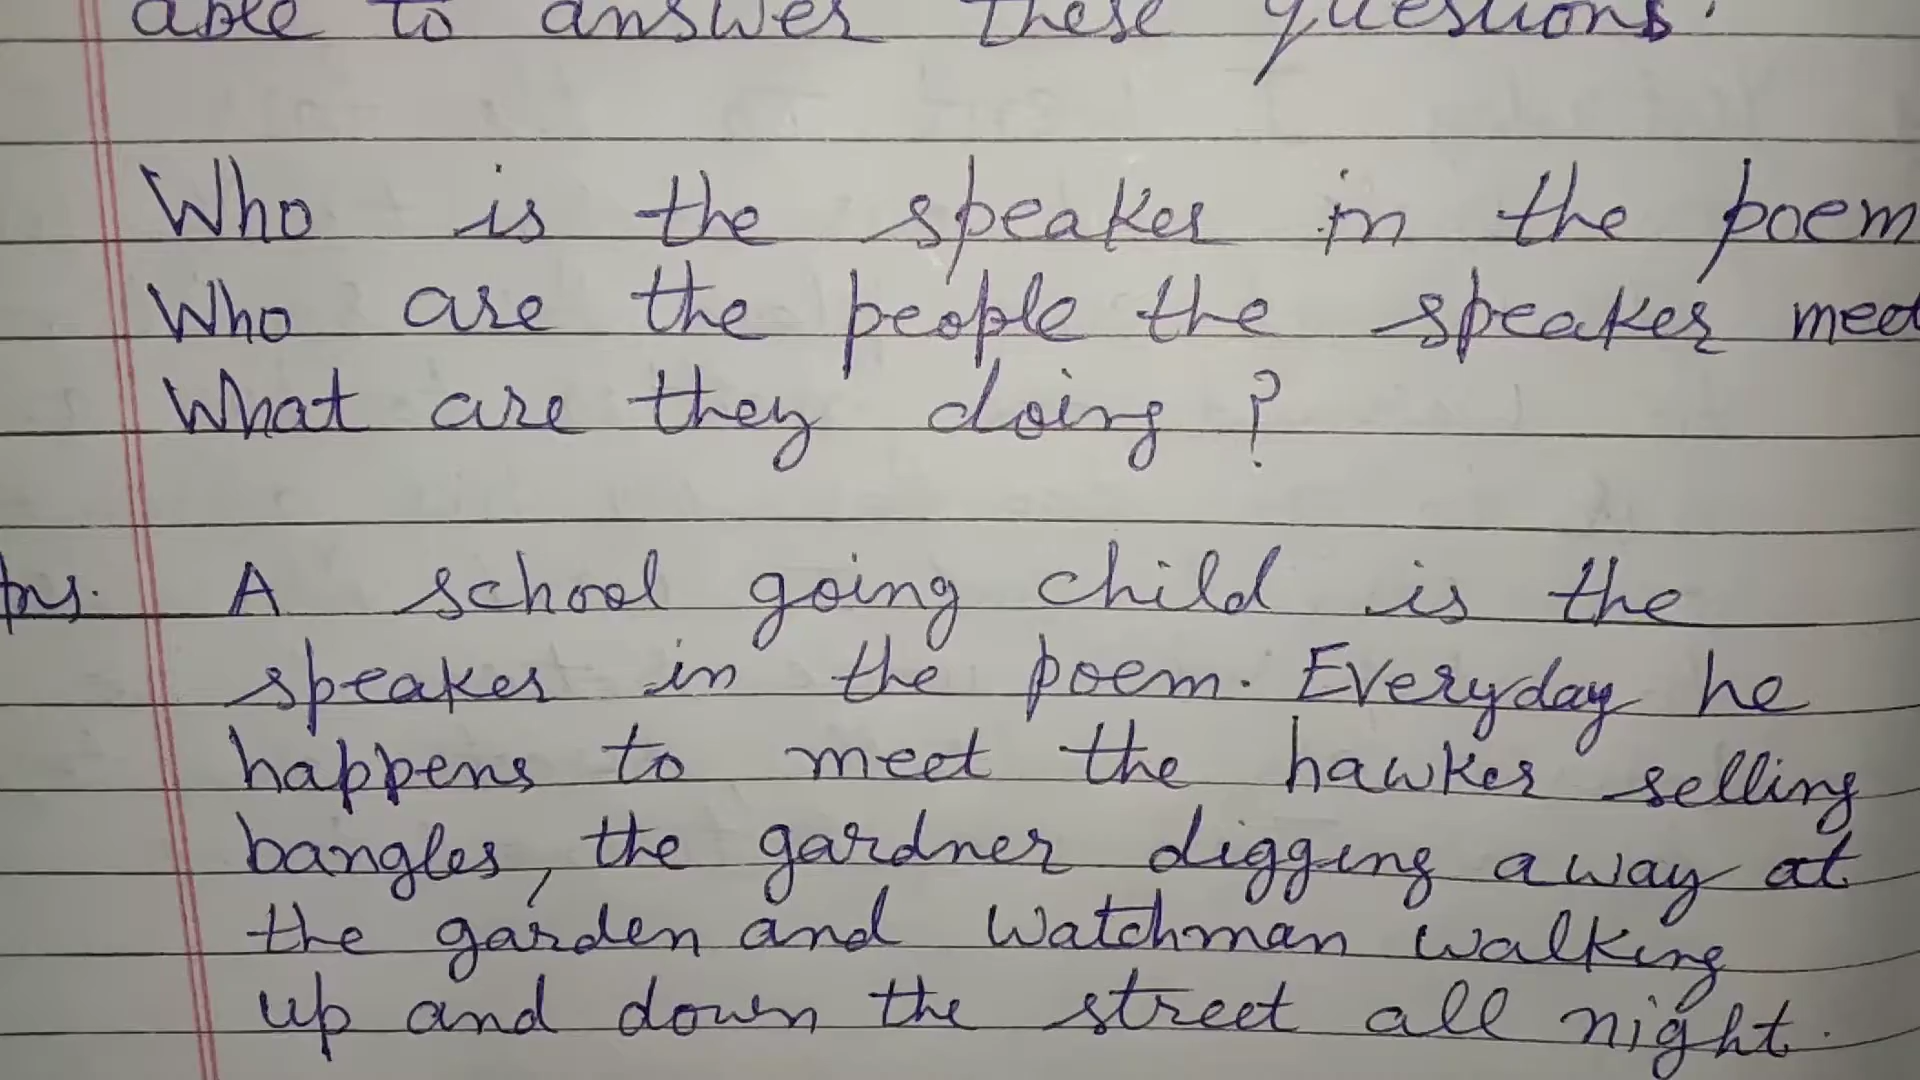 able to answer these questions.
Who is the speaker in the poem
Who are the people the speaker meet
What are they doing ?
Ans. A school going child is the
speaker in the poem. Everyday he
happens to meet the hawker selling
bangles, the gardner digging away at
the garden and watchman walking
up and down the street all night.